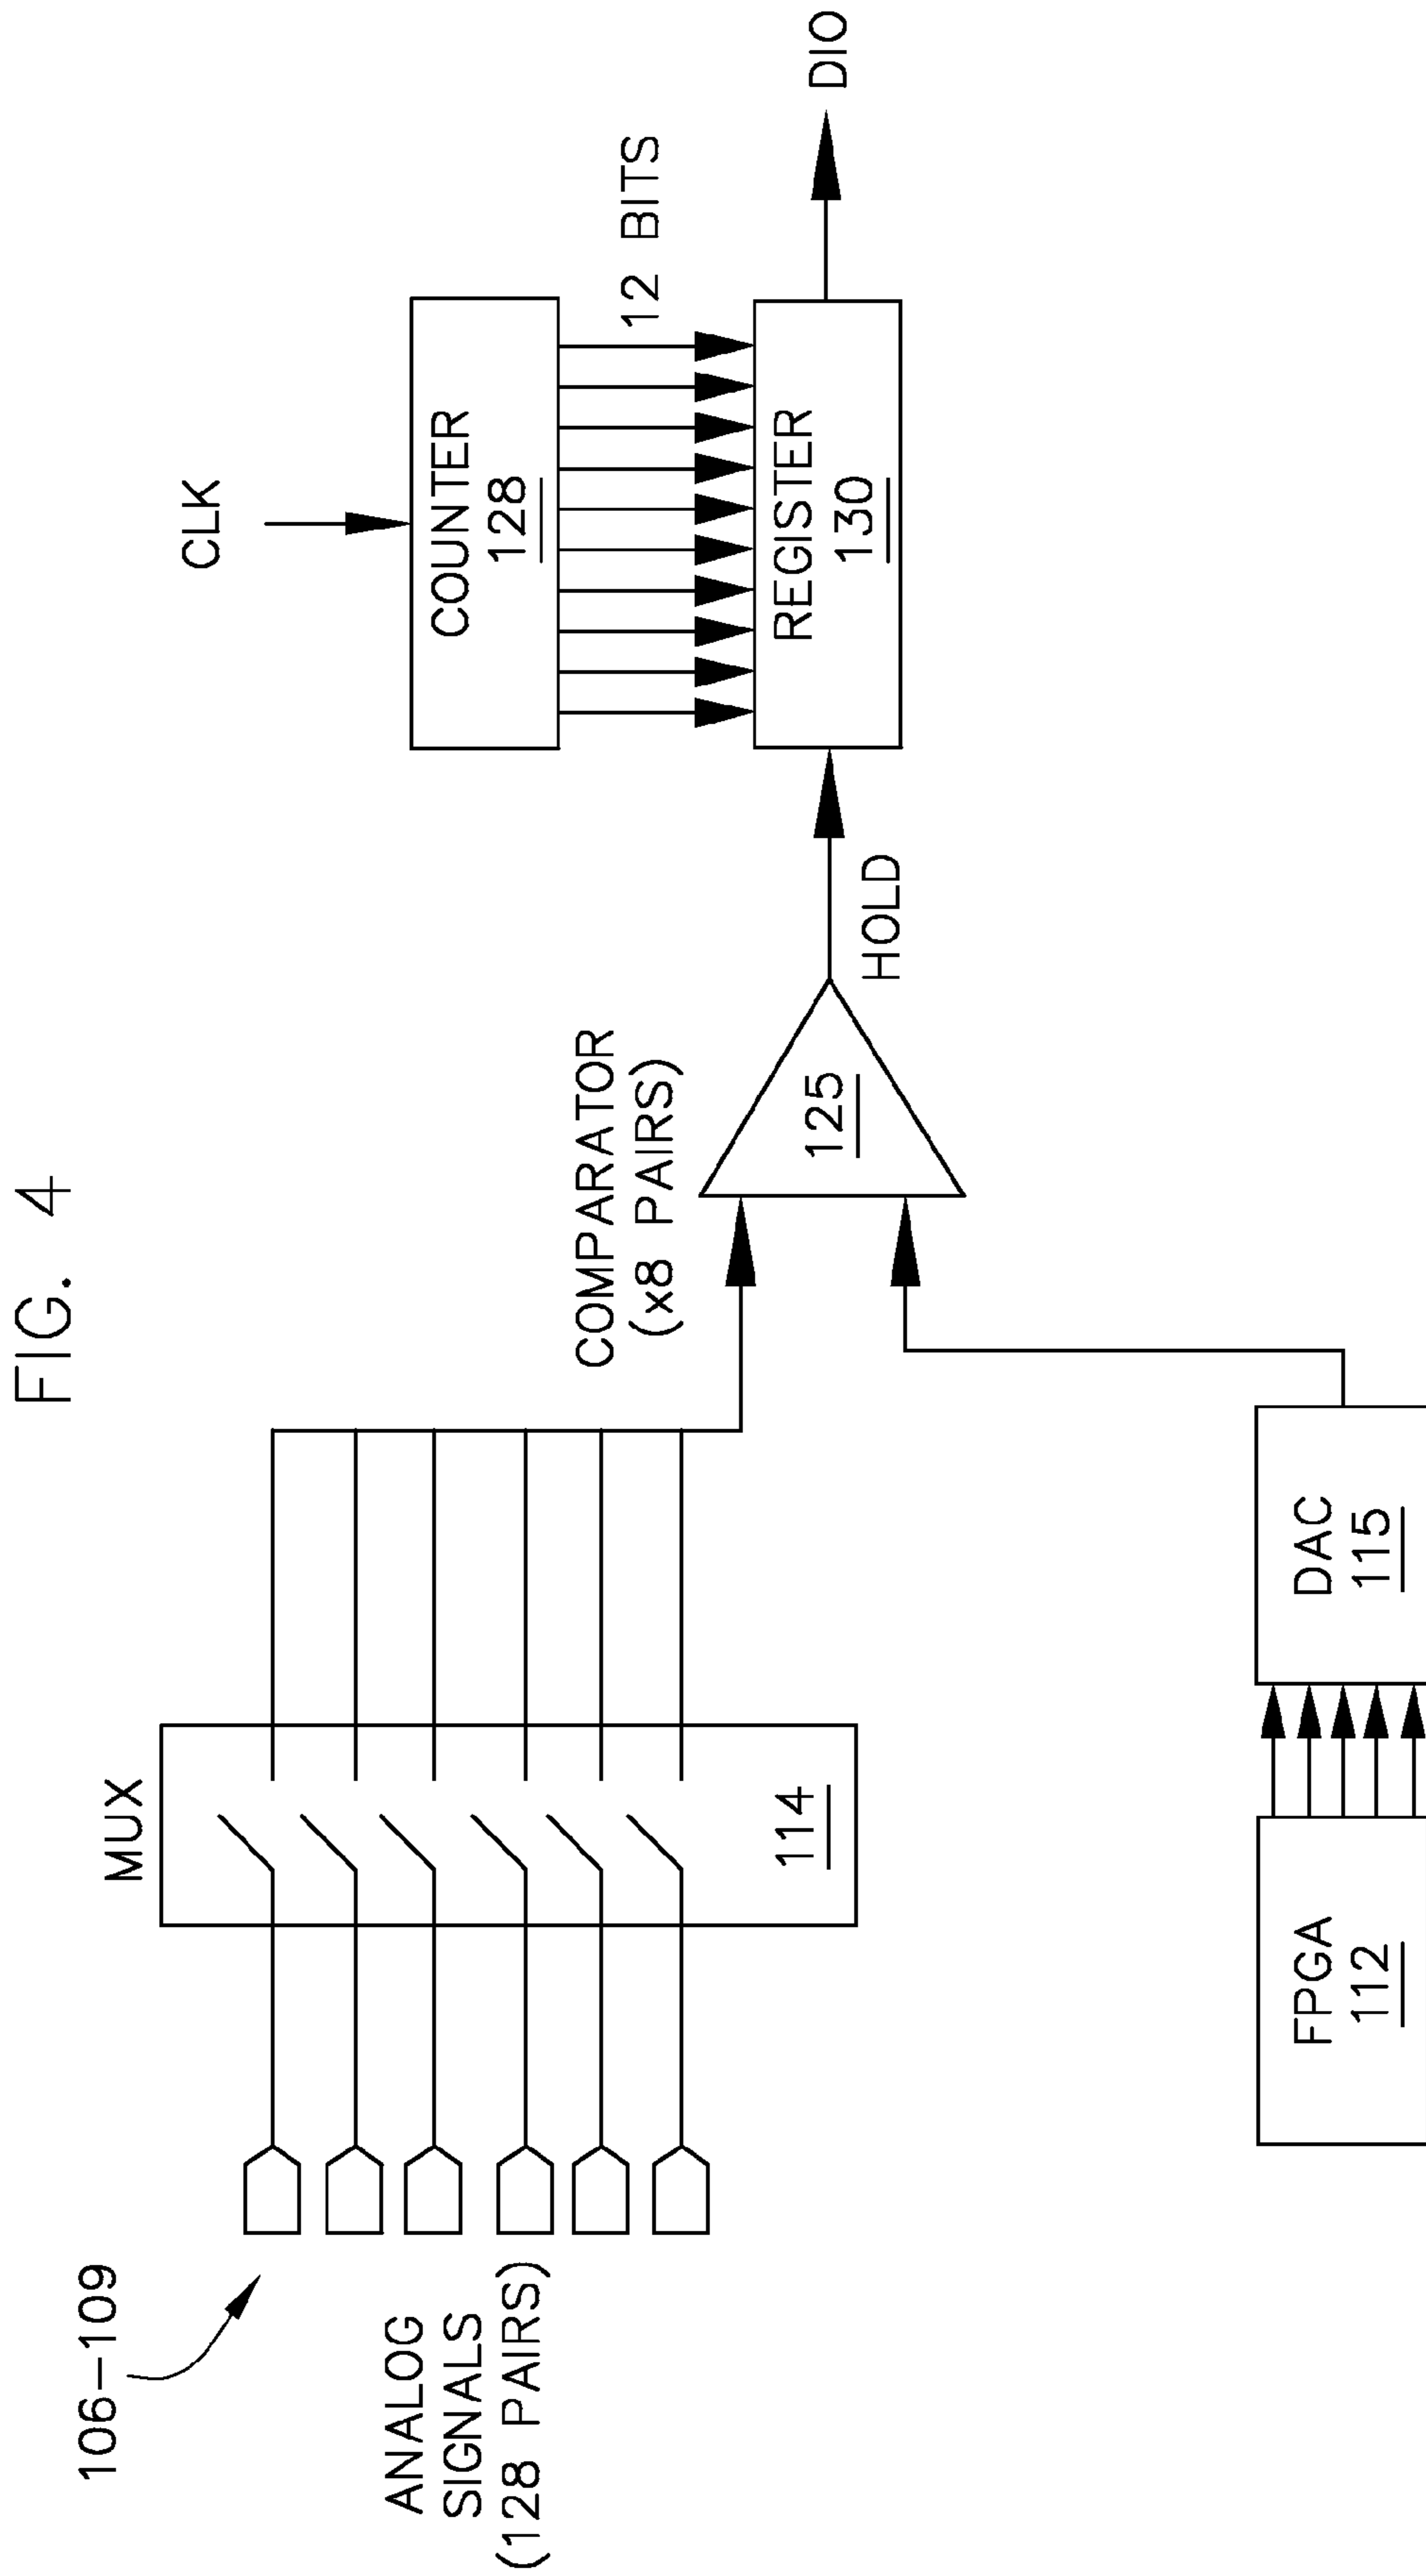 FIG. 4
106–109
ANALOG
SIGNALS
(128 PAIRS)
MUX
114
COMPARATOR
(x8 PAIRS)
125
HOLD
CLK
COUNTER
128
12 BITS
REGISTER
130
DIO
FPGA
112
DAC
115